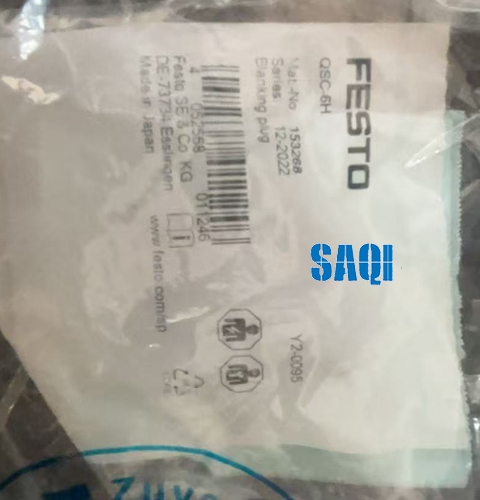 FESTO
QSC-6H
Mat.-No. 153268
Series 12-2022
Blanking plug
4 052568 011246
Festo SE & Co. KG
DE-73734 Esslingen
Made in Japan
www.festo.com/sp
Y2-0095
SAQI